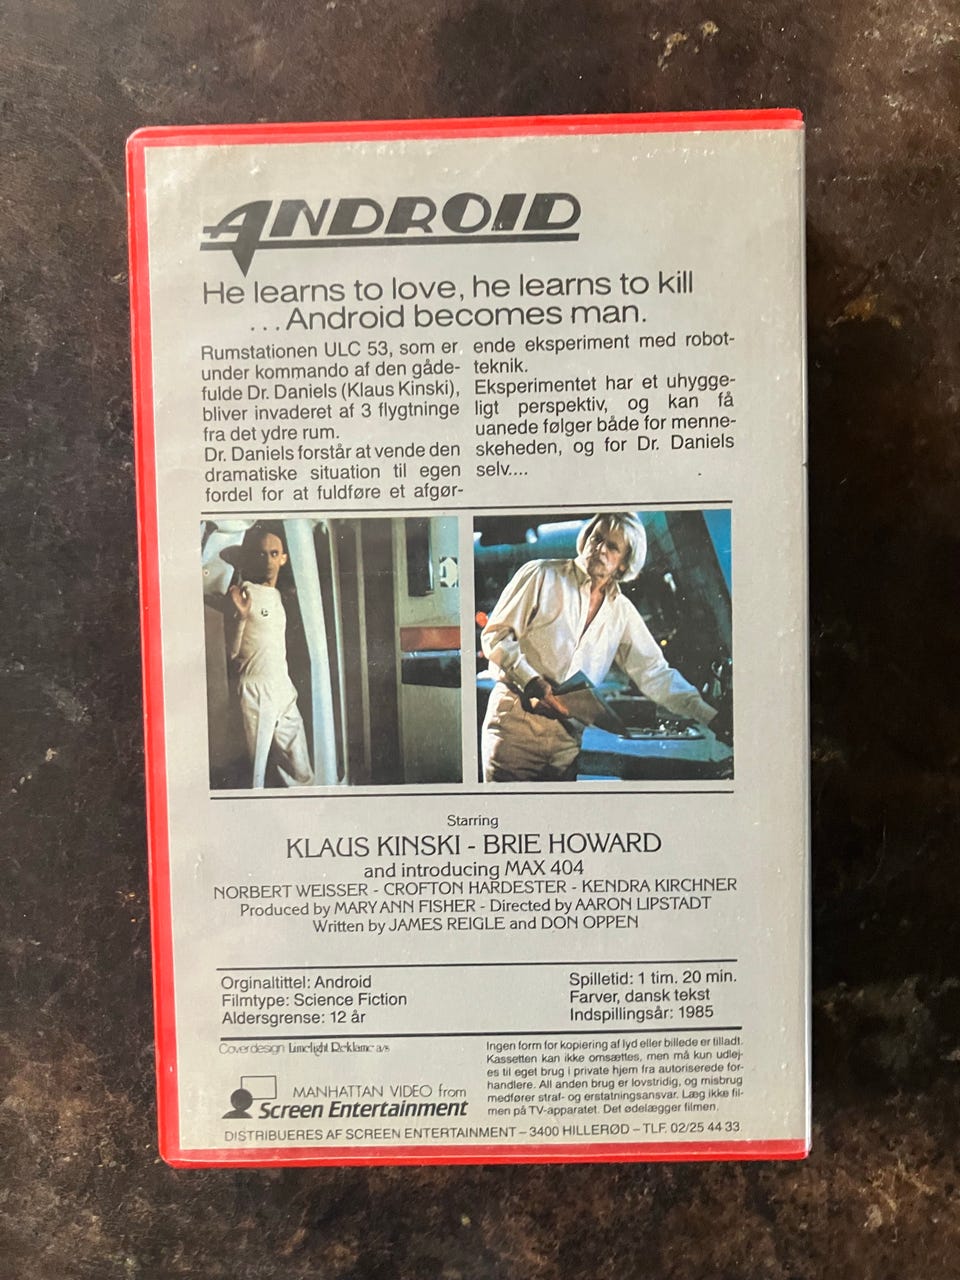 ANDROID
He learns to love, he learns to kill
...Android becomes man.
Rumstationen ULC 53, som er
under kommando af den gåde-
fulde Dr. Daniels (Klaus Kinski),
bliver invaderet af 3 flygtninge
fra det ydre rum.
Dr. Daniels forstår at vende den
dramatiske situation til egen
fordel for at fuldføre et afgør-
ende eksperiment med robot-
teknik.
Eksperimentet har et uhygge-
ligt perspektiv, og kan få
uanede følger både for menne-
skeheden, og for Dr. Daniels
selv....
Starring
KLAUS KINSKI - BRIE HOWARD
and introducing MAX 404
NORBERT WEISSER - CROFTON HARDESTER - KENDRA KIRCHNER
Produced by MARY ANN FISHER - Directed by AARON LIPSTADT
Written by JAMES REIGLE and DON OPPEN
Orginaltittel: Android
Filmtype: Science Fiction
Aldersgrense: 12 år
Spilletid: 1 tim. 20 min.
Farver, dansk tekst
Indspillingsår: 1985
Coverdesign Limelight Reklame a/s
MANHATTAN VIDEO from
Screen Entertainment
Ingen form for kopiering af lyd eller billede er tilladt.
Kassetten kan ikke omsættes, men må kun udlej-
es til eget brug i private hjem fra autoriserede for-
handlere. All anden brug er lovstridig, og misbrug
medfører straf- og erstatningsansvar. Læg ikke fil-
men på TV-apparatet. Det ødelægger filmen.
DISTRIBUERES AF SCREEN ENTERTAINMENT – 3400 HILLERØD – TLF. 02/25 44 33